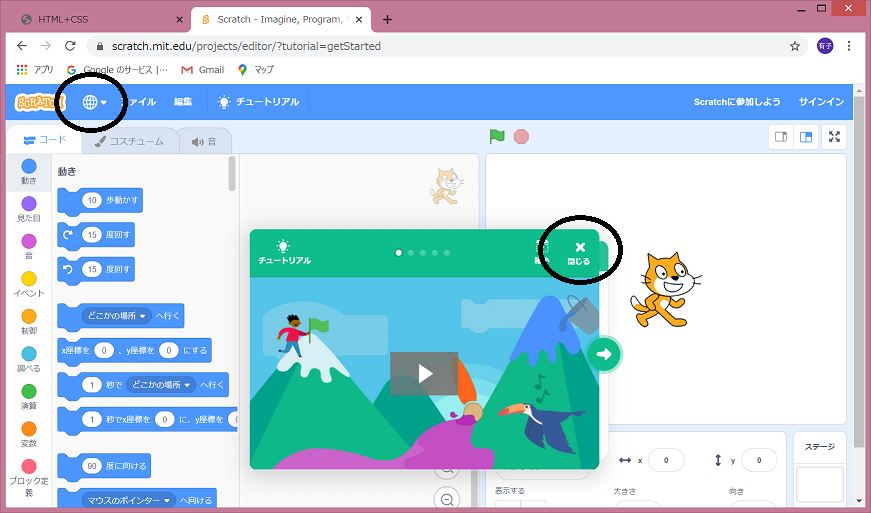 HTML+CSS
Scratch - Imagine, Program, S
scratch.mit.edu/projects/editor/?tutorial=getStarted
有子
アプリ
Google のサービス
Gmail
マップ
SCRATCH
ファイル
編集
チュートリアル
Scratchに参加しよう
サインイン
コード
コスチューム
音
動き
見た目
音
イベント
制御
調べる
演算
変数
ブロック定義
動き
10 歩動かす
15 度回す
15 度回す
どこかの場所 へ行く
x座標を 0 、y座標を 0 にする
1 秒で どこかの場所 へ行く
1 秒でx座標を 0 に、y座標を
90 度に向ける
マウスのポインター へ向ける
チュートリアル
閉じる
x 0
y 0
表示する
大きさ
向き
ステージ